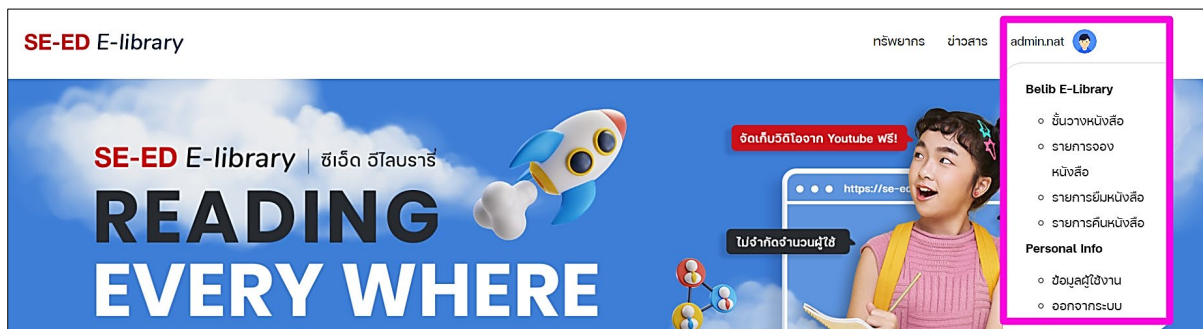 SE-ED E-library
ทรัพยากร ข่าวสาร admin.nat
Belib E-Library
ชั้นวางหนังสือ
รายการจอง
หนังสือ
รายการยืมหนังสือ
รายการคืนหนังสือ
Personal Info
ข้อมูลผู้ใช้งาน
ออกจากระบบ
SE-ED E-library | ซีเอ็ด อีไลบรารี่
READING
EVERY WHERE
จัดเก็บวิดีโอจาก Youtube ฟรี!
https://se-ed
ไม่จำกัดจำนวนผู้ใช้